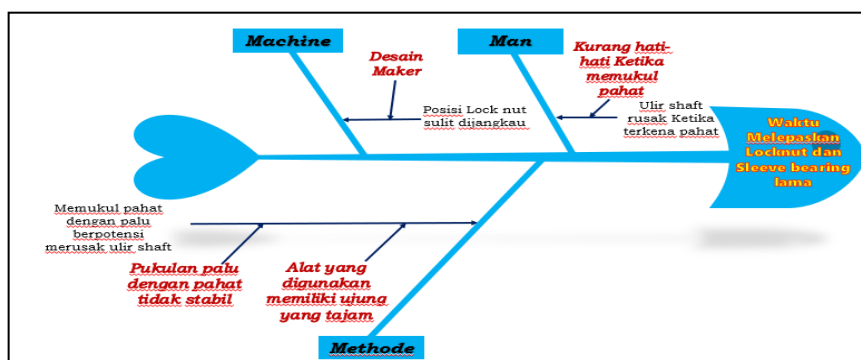 Machine
Man
Desain
Maker
Kurang hati-
hati Ketika
memukul
pahat
Posisi Lock nut
sulit dijangkau
Ulir shaft
rusak Ketika
terkena pahat
Waktu
Melepaskan
Locknut dan
Sleeve bearing
lama
Memukul pahat
dengan palu
berpotensi
merusak ulir shaft
Pukulan palu
dengan pahat
tidak stabil
Alat yang
digunakan
memiliki ujung
yang tajam
Methode